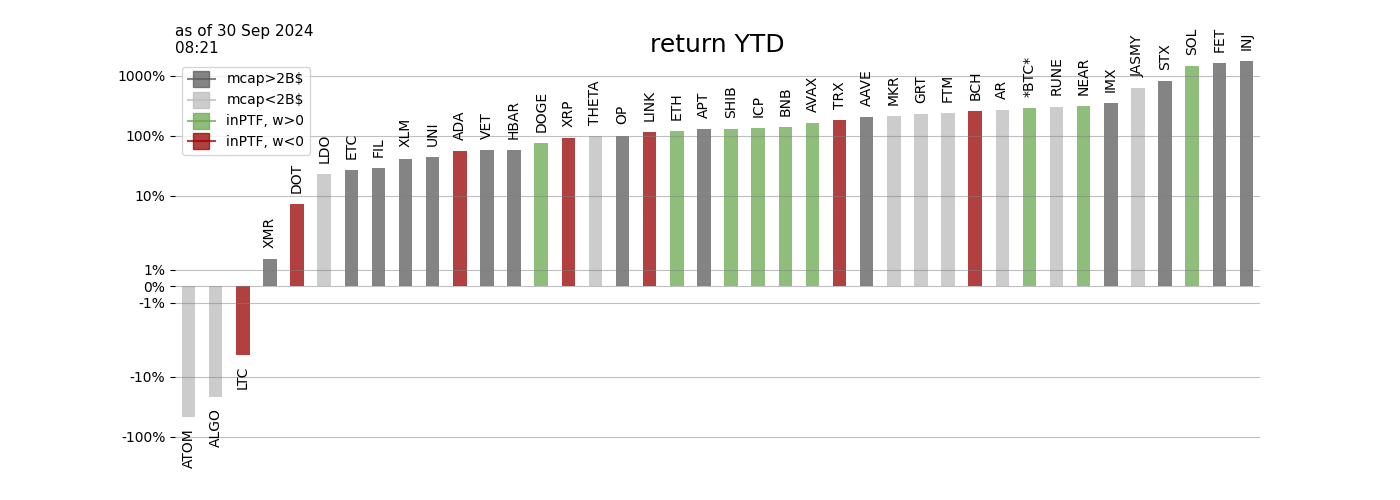 as of 30 Sep 2024
08:21
return YTD
mcap>2B$
mcap<2B$
inPTF, w>0
inPTF, w<0
1000%
100%
10%
1%
0%
-1%
-10%
-100%
ATOM
ALGO
LTC
XMR
DOT
LDO
ETC
FIL
XLM
UNI
ADA
VET
HBAR
DOGE
XRP
THETA
OP
LINK
ETH
APT
SHIB
ICP
BNB
AVAX
TRX
AAVE
MKR
GRT
FTM
BCH
AR
*BTC*
RUNE
NEAR
IMX
JASMY
STX
SOL
FET
INJ